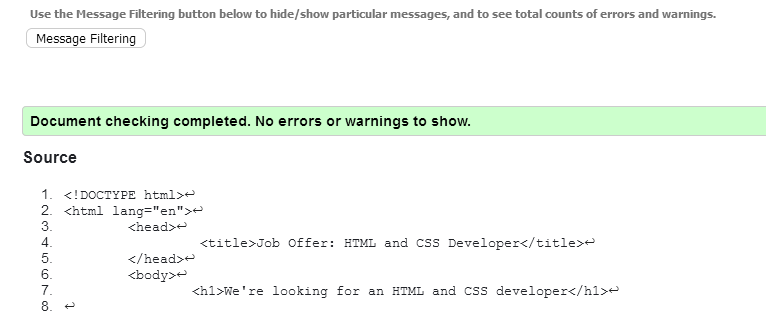 Use the Message Filtering button below to hide/show particular messages, and to see total counts of errors and warnings.
Message Filtering
Document checking completed. No errors or warnings to show.
Source
1. <!DOCTYPE html>↩
2. <html lang="en">↩
3. <head>↩
4. <title>Job Offer: HTML and CSS Developer</title>↩
5. </head>↩
6. <body>↩
7. <h1>We're looking for an HTML and CSS developer</h1>↩
8. ↩